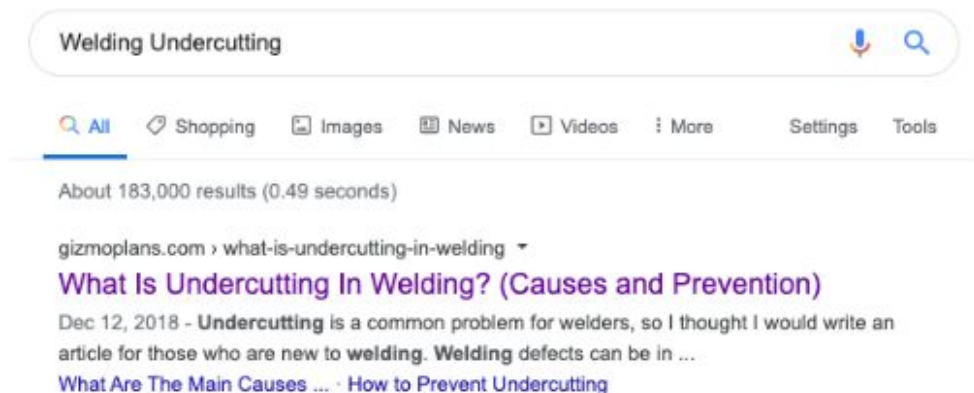 Welding Undercutting
All Shopping Images News Videos More Settings Tools
About 183,000 results (0.49 seconds)
gizmoplans.com › what-is-undercutting-in-welding
What Is Undercutting In Welding? (Causes and Prevention)
Dec 12, 2018 - Undercutting is a common problem for welders, so I thought I would write an
article for those who are new to welding. Welding defects can be in ...
What Are The Main Causes ... · How to Prevent Undercutting